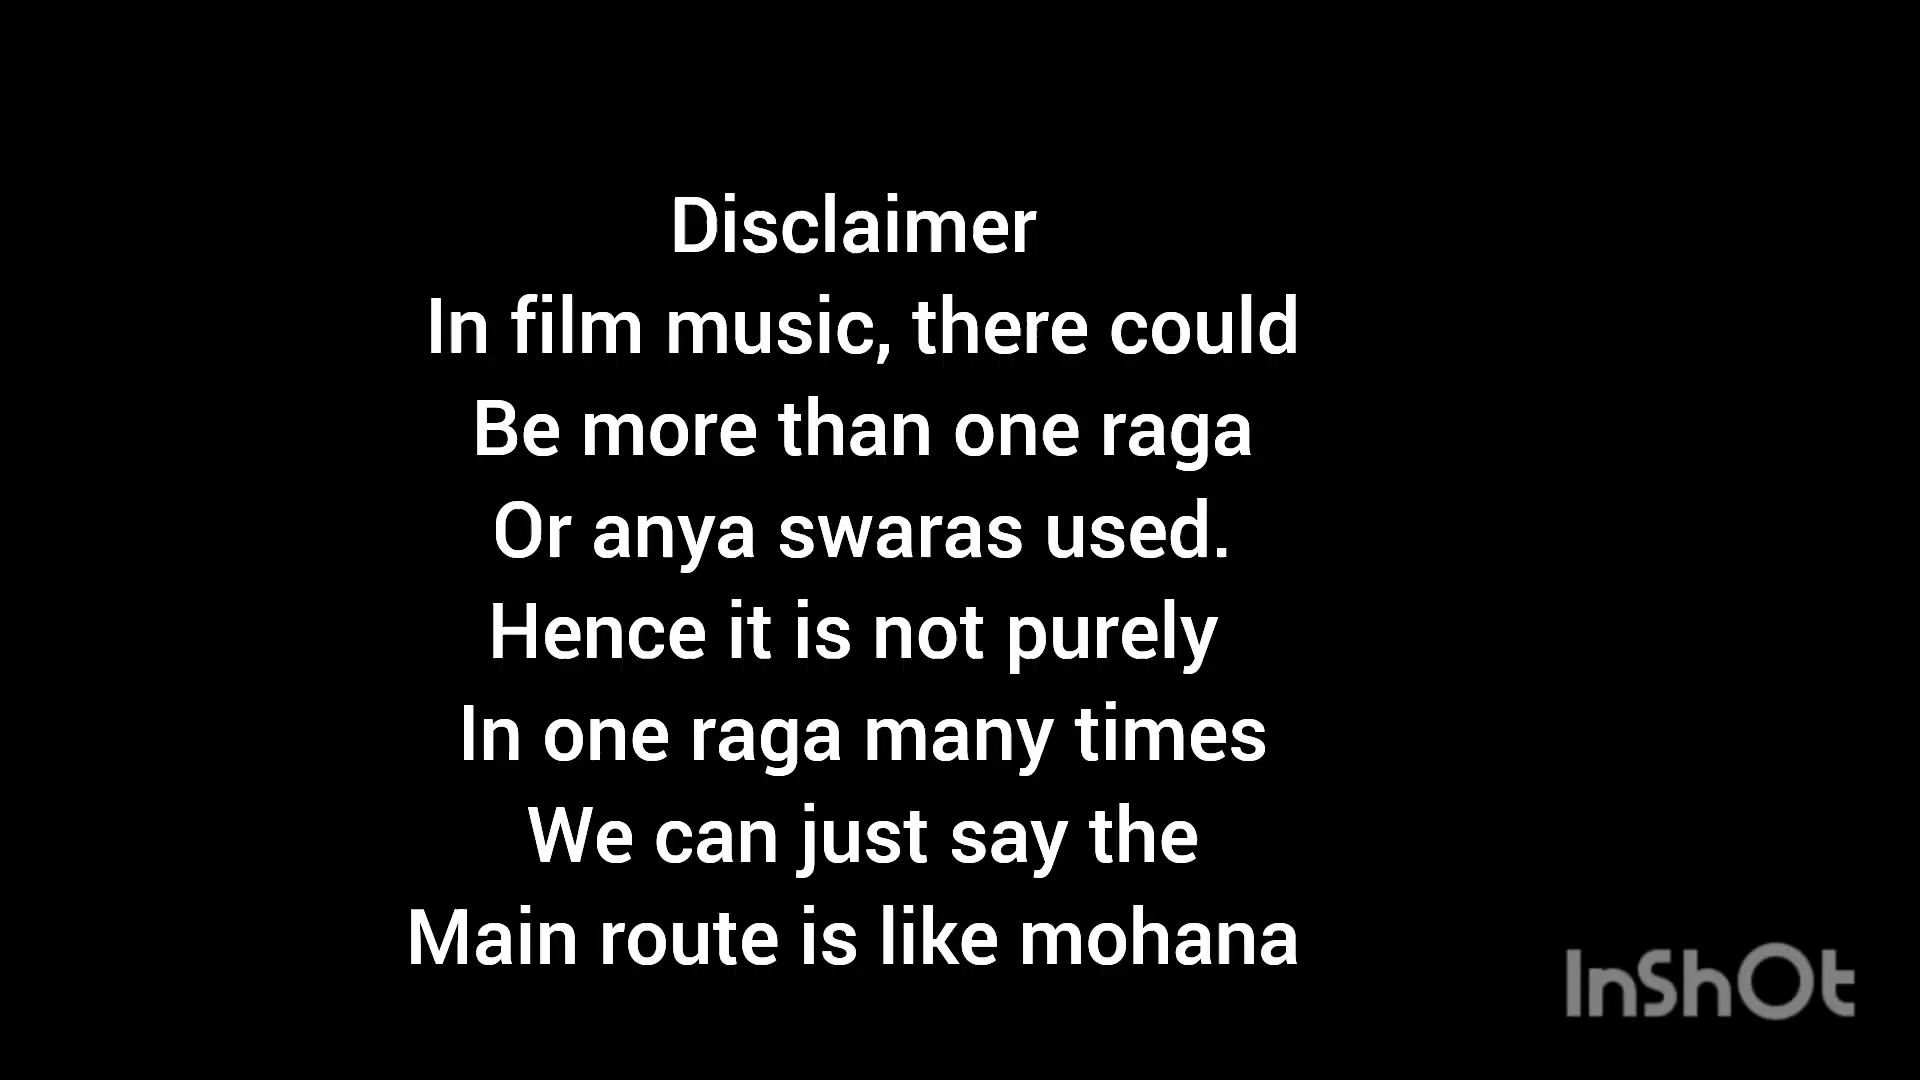 Disclaimer
In film music, there could
Be more than one raga
Or anya swaras used.
Hence it is not purely
In one raga many times
We can just say the
Main route is like mohana
InShOt